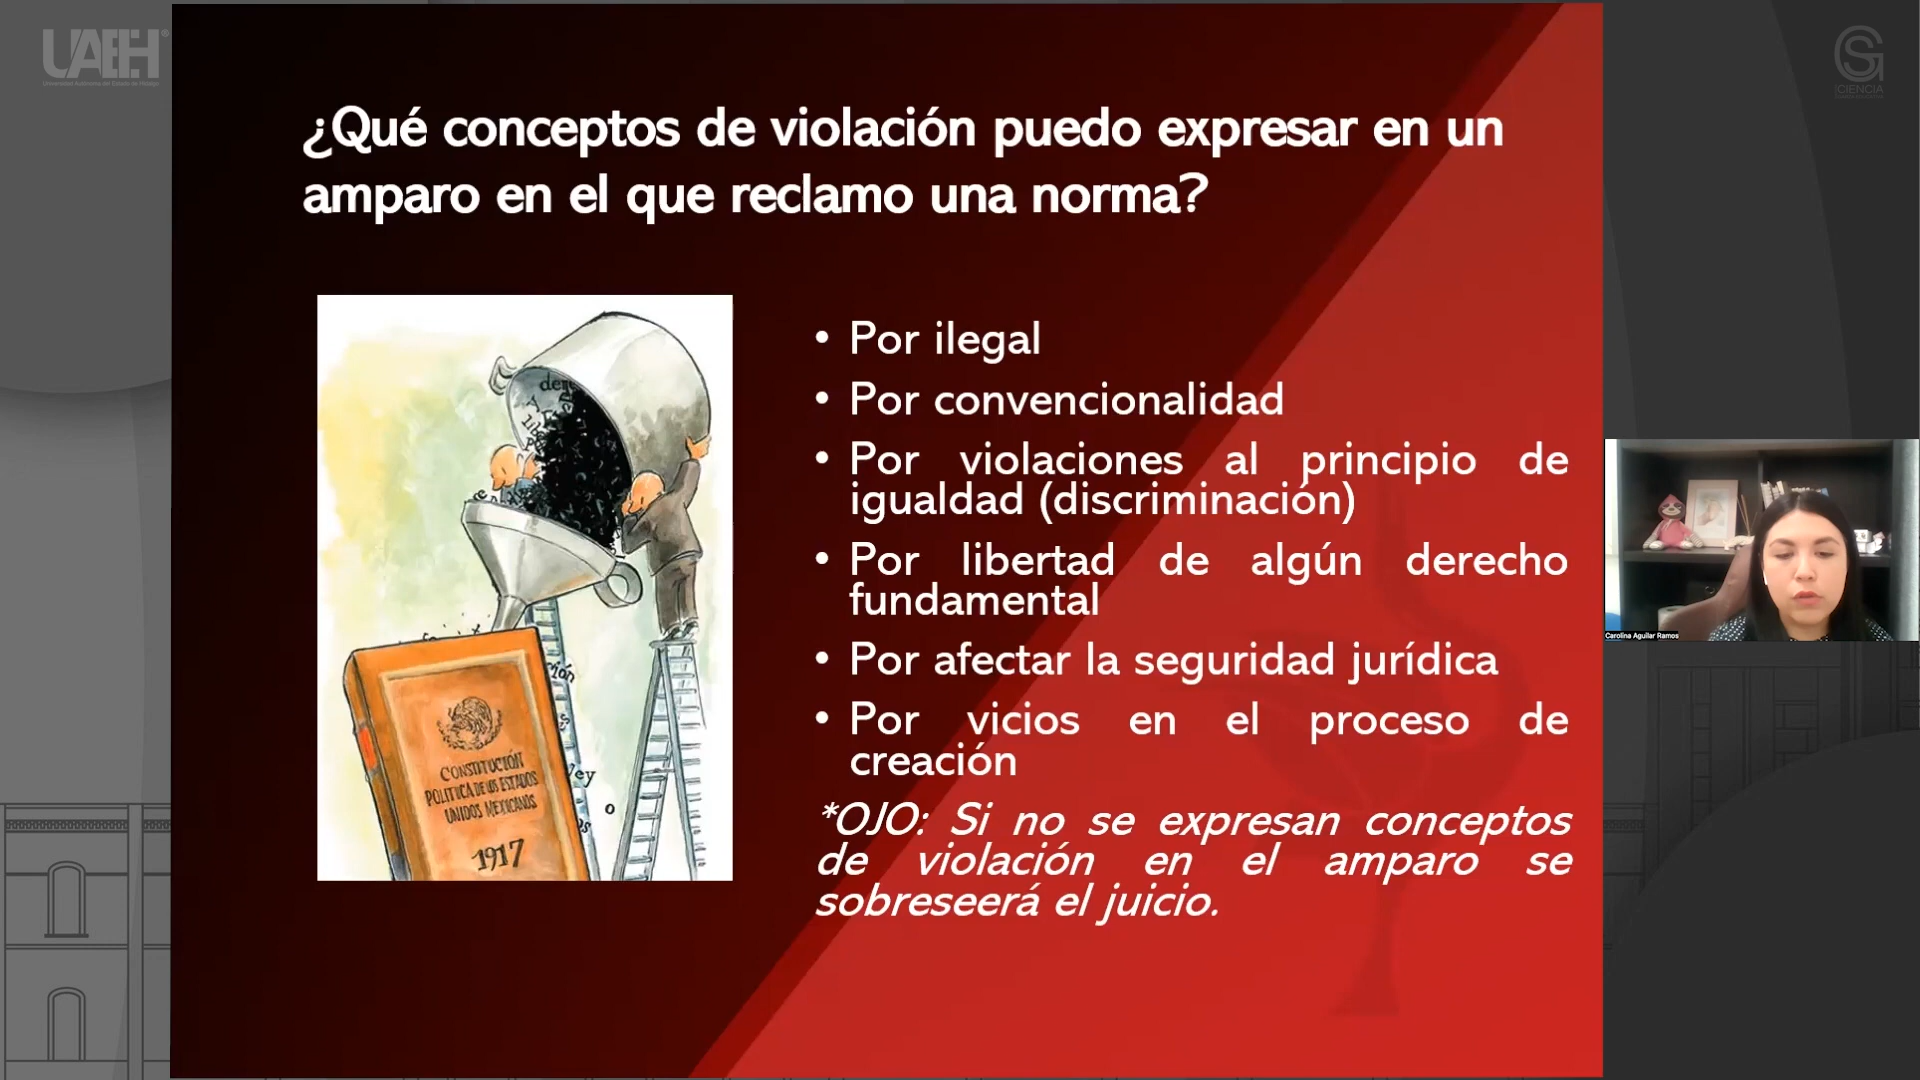 UAEH
¿Qué conceptos de violación puedo expresar en un
amparo en el que reclamo una norma?
• Por ilegal
• Por convencionalidad
• Por violaciones al principio de
igualdad (discriminación)
• Por libertad de algún derecho
fundamental
• Por afectar la seguridad jurídica
• Por vicios en el proceso de
creación
*OJO: Si no se expresan conceptos
de violación en el amparo se
sobreseerá el juicio.
CONSTITUCIÓN
POLITICA DE LOS ESTADOS
UNIDOS MEXICANOS
1917
CIENCIA
Carolina Aguilar Ramos